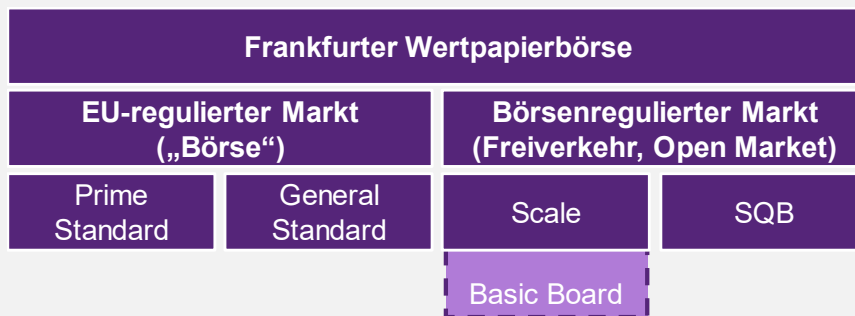 Frankfurter Wertpapierbörse
EU-regulierter Markt
(„Börse“)
Börsenregulierter Markt
(Freiverkehr, Open Market)
Prime
Standard
General
Standard
Scale
SQB
Basic Board